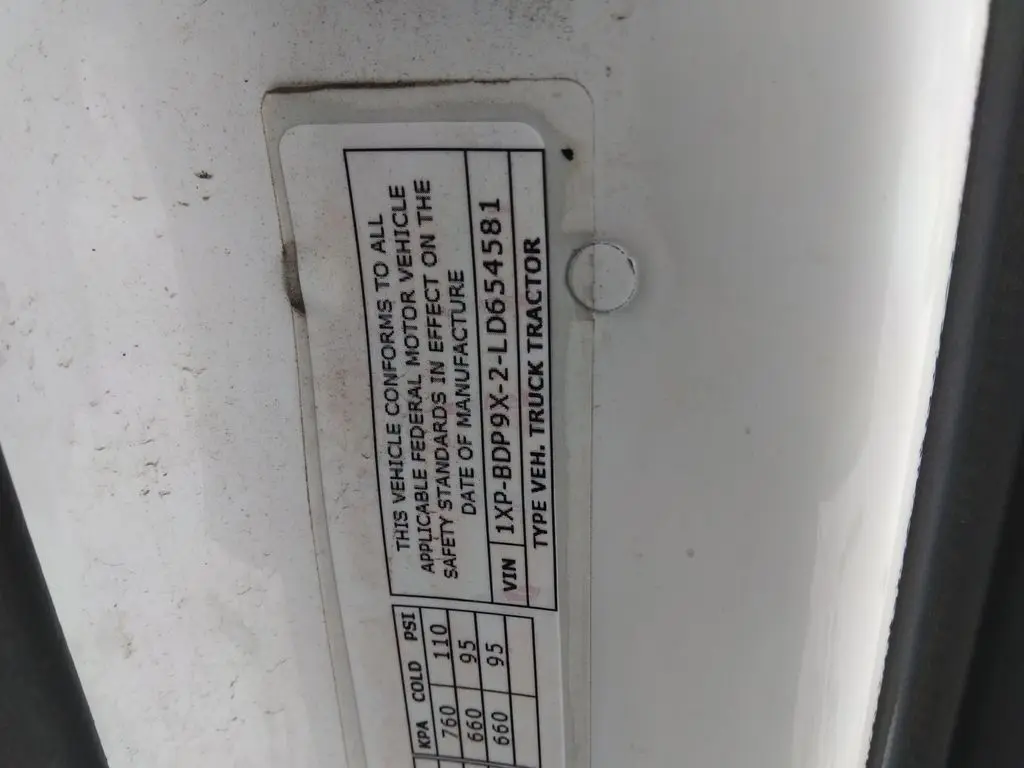 THIS VEHICLE CONFORMS TO ALL
APPLICABLE FEDERAL MOTOR VEHICLE
SAFETY STANDARDS IN EFFECT ON THE
DATE OF MANUFACTURE
VIN 1XP-BDP9X-2-LD654581
TYPE VEH. TRUCK TRACTOR
KPA COLD PSI
760 110
660 95
660 95